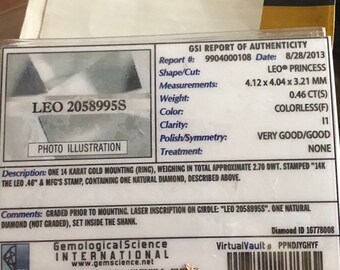 GSI REPORT OF AUTHENTICITY
Report #: 9904000108 Date: 8/28/2013
Shape/Cut: LEO® PRINCESS
Measurements: 4.12 x 4.04 x 3.21 MM
Weight: 0.46 CT(S)
Color: COLORLESS(F)
Clarity: I1
Polish/Symmetry: VERY GOOD/GOOD
Treatment: NONE
LEO 2058995S
PHOTO ILLUSTRATION
Description: ONE 14 KARAT GOLD MOUNTING (RING), WEIGHING IN TOTAL APPROXIMATE 2.70 DWT. STAMPED "14K
THE LEO .46" & MFG'S STAMP, CONTAINING ONE NATURAL DIAMOND, DESCRIBED ABOVE.
Comments: GRADED PRIOR TO MOUNTING. LASER INSCRIPTION ON GIRDLE: "LEO 2058995S". ONE NATURAL
DIAMOND (NOT GRADED), SET INSIDE THE SHANK.
Diamond ID 16778008
GemologicalScience
INTERNATIONAL
www.gemscience.net
VirtualVault # PPNDJYGHYF